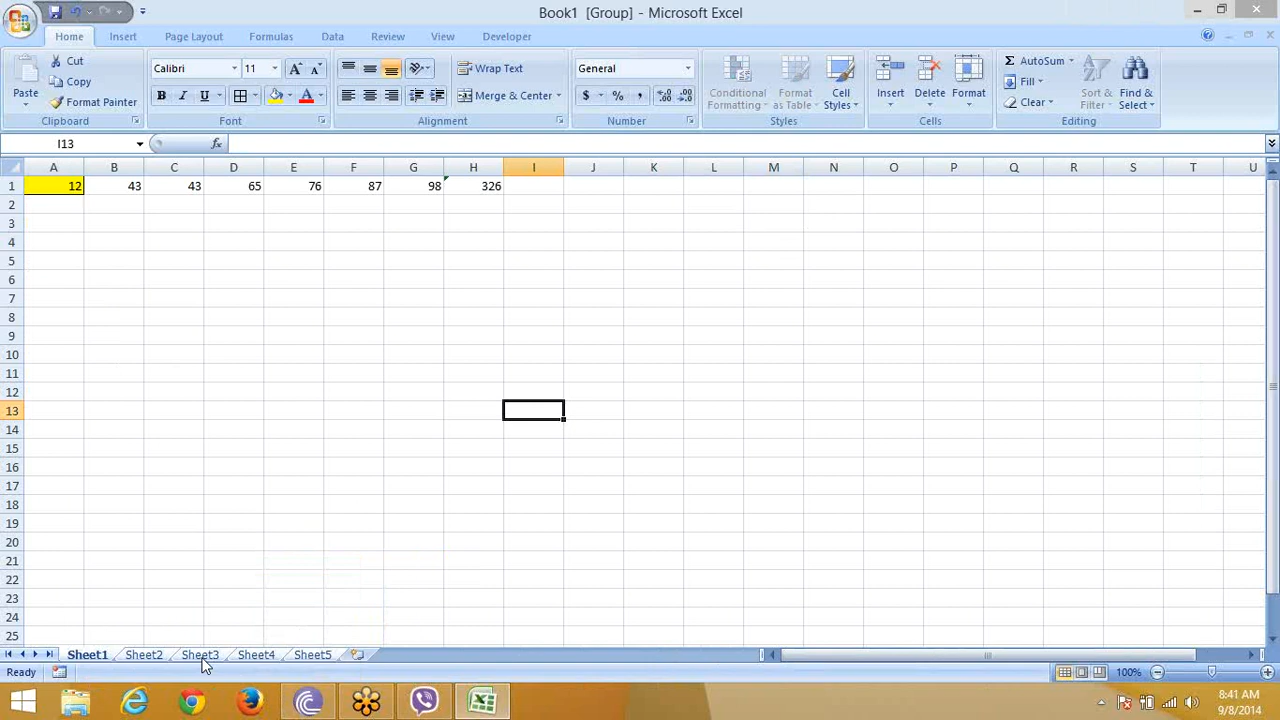 Book1 [Group] - Microsoft Excel
Home Insert Page Layout Formulas Data Review View Developer
Paste
Cut
Copy
Format Painter
Calibri 11
B I U
A A
Wrap Text
Merge & Center
General
$ % ,
Conditional Formatting
Format as Table
Cell Styles
Insert Delete Format
Σ AutoSum
Fill
Clear
Sort & Filter
Find & Select
Clipboard Font Alignment Number Styles Cells Editing
I13 fx
A B C D E F G H I J K L M N O P Q R S T U
1 12 43 43 65 76 87 98 326
2
3
4
5
6
7
8
9
10
11
12
13
14
15
16
17
18
19
20
21
22
23
24
25
Sheet1 Sheet2 Sheet3 Sheet4 Sheet5
Ready 100%
8:41 AM
9/8/2014